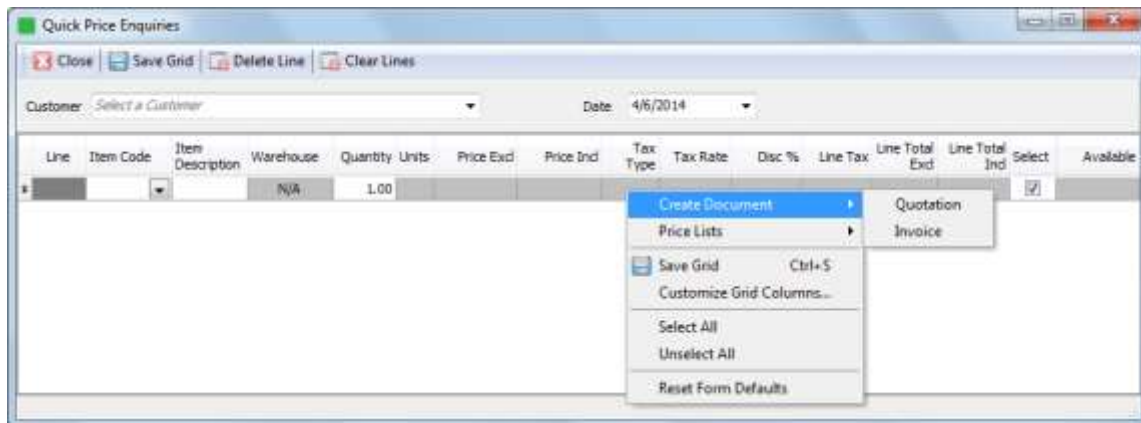 Quick Price Enquiries
Close Save Grid Delete Line Clear Lines
Customer Select a Customer Date 4/6/2014
Line Item Code Item Description Warehouse Quantity Units Price Excl Price Incl Tax Type Tax Rate Disc % Line Tax Line Total Excl Line Total Incl Select Available
N/A 1.00
Create Document Quotation
Price Lists Invoice
Save Grid Ctrl+S
Customize Grid Columns...
Select All
Unselect All
Reset Form Defaults